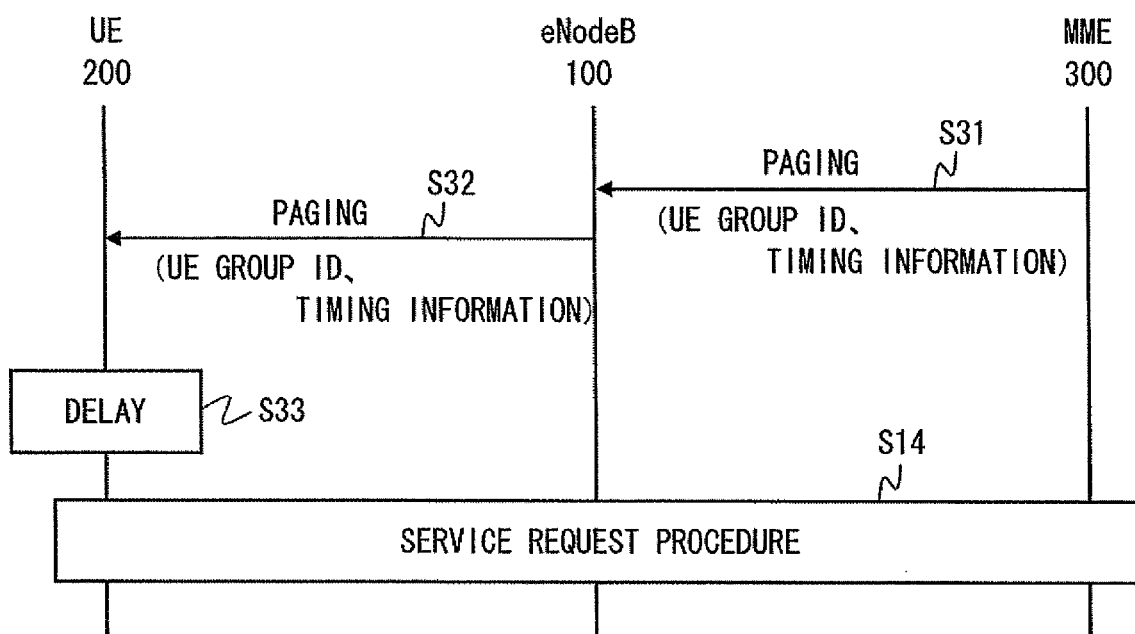 UE
200
eNodeB
100
MME
300
S31
PAGING
(UE GROUP ID、
TIMING INFORMATION)
S32
PAGING
(UE GROUP ID、
TIMING INFORMATION)
DELAY
S33
S14
SERVICE REQUEST PROCEDURE